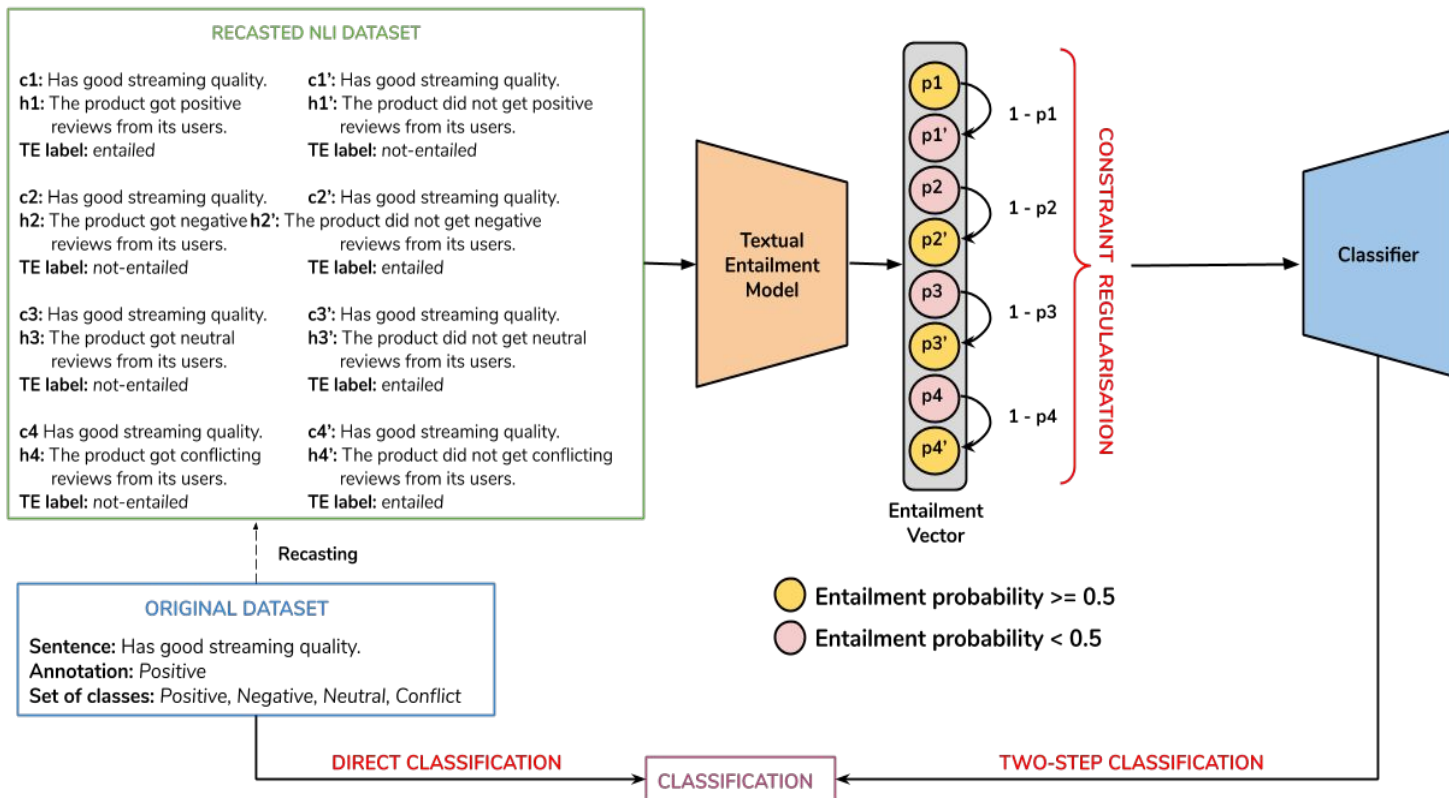 RECASTED NLI DATASET
c1: Has good streaming quality.
h1: The product got positive
reviews from its users.
TE label: entailed
c1': Has good streaming quality.
h1': The product did not get positive
reviews from its users.
TE label: not-entailed
c2: Has good streaming quality.
h2: The product got negative
reviews from its users.
TE label: not-entailed
c2': Has good streaming quality.
h2': The product did not get negative
reviews from its users.
TE label: entailed
c3: Has good streaming quality.
h3: The product got neutral
reviews from its users.
TE label: not-entailed
c3': Has good streaming quality.
h3': The product did not get neutral
reviews from its users.
TE label: entailed
c4 Has good streaming quality.
h4: The product got conflicting
reviews from its users.
TE label: not-entailed
c4': Has good streaming quality.
h4': The product did not get conflicting
reviews from its users.
TE label: entailed
Textual
Entailment
Model
p1
p1'
p2
p2'
p3
p3'
p4
p4'
1 - p1
1 - p2
1 - p3
1 - p4
Entailment
Vector
CONSTRAINT REGULARISATION
Classifier
Recasting
ORIGINAL DATASET
Sentence: Has good streaming quality.
Annotation: Positive
Set of classes: Positive, Negative, Neutral, Conflict
Entailment probability >= 0.5
Entailment probability < 0.5
DIRECT CLASSIFICATION
CLASSIFICATION
TWO-STEP CLASSIFICATION